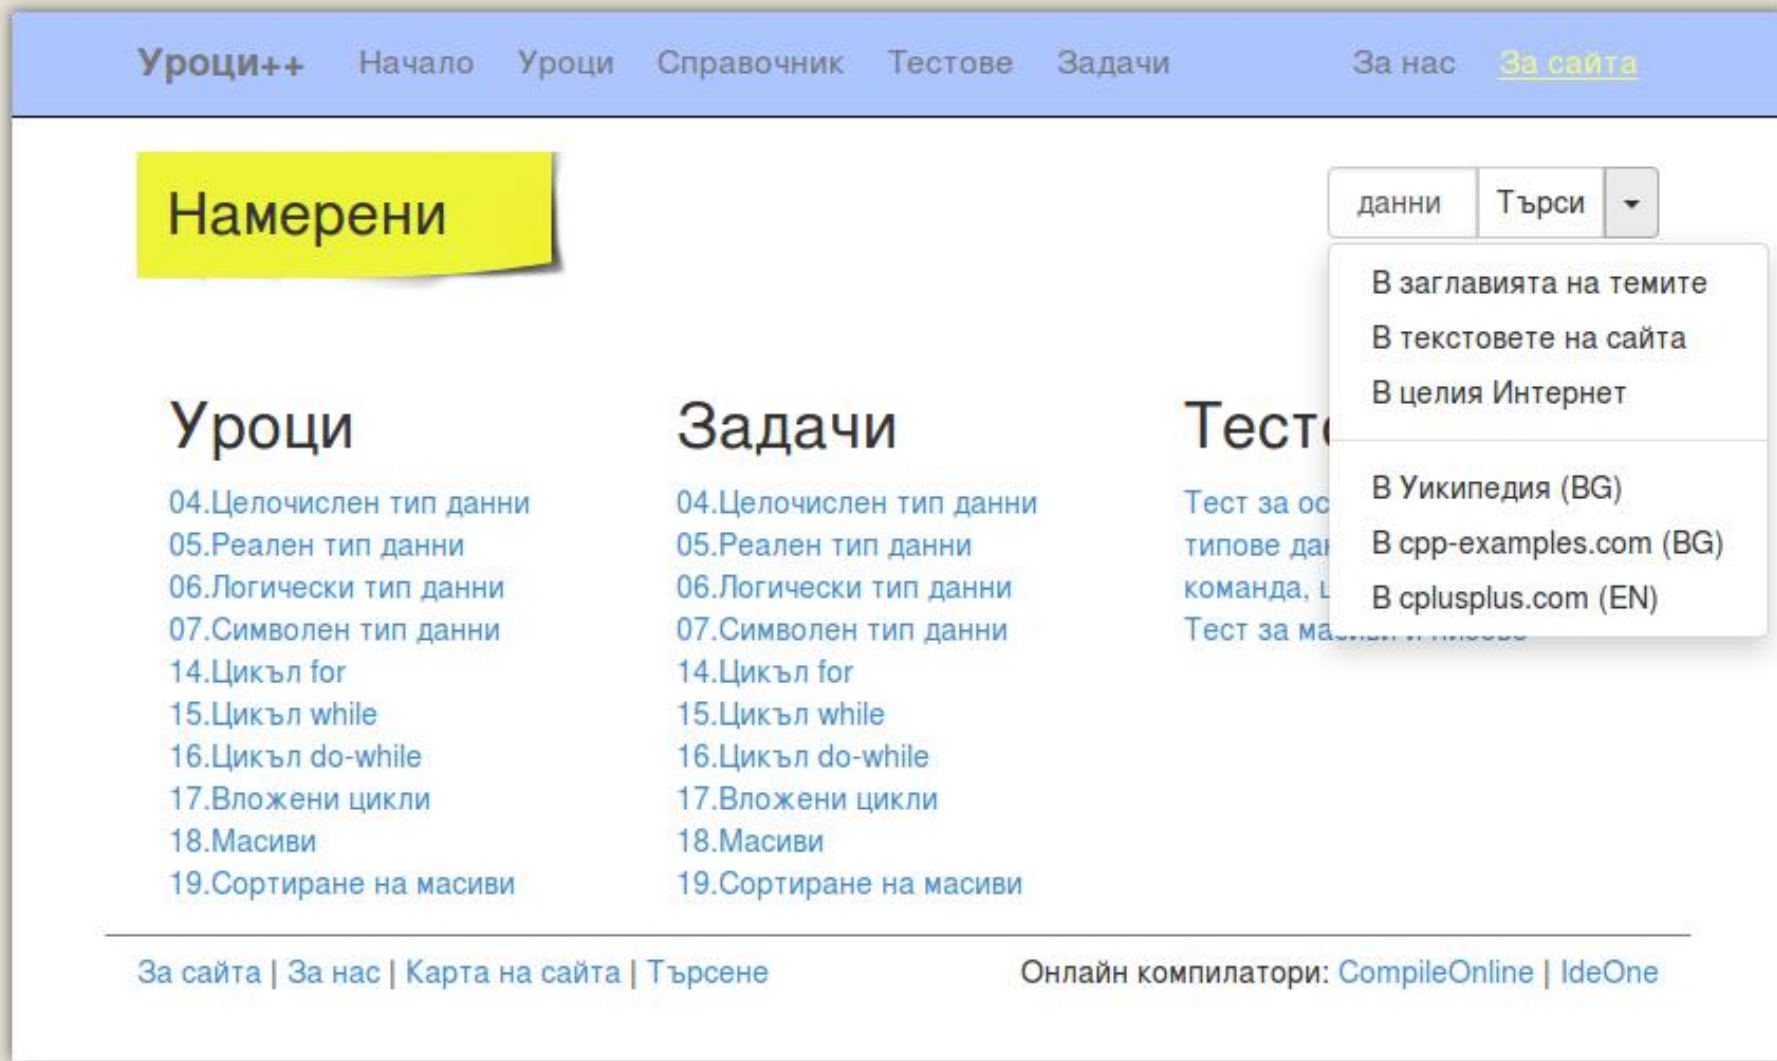 Уроци++ Начало Уроци Справочник Тестове Задачи За нас За сайта
Намерени
данни Търси
В заглавията на темите
В текстовете на сайта
В целия Интернет
В Уикипедия (BG)
В cpp-examples.com (BG)
В cplusplus.com (EN)
Уроци
04.Целочислен тип данни
05.Реален тип данни
06.Логически тип данни
07.Символен тип данни
14.Цикъл for
15.Цикъл while
16.Цикъл do-while
17.Вложени цикли
18.Масиви
19.Сортиране на масиви
Задачи
04.Целочислен тип данни
05.Реален тип данни
06.Логически тип данни
07.Символен тип данни
14.Цикъл for
15.Цикъл while
16.Цикъл do-while
17.Вложени цикли
18.Масиви
19.Сортиране на масиви
Тест за
типове
команда,
Тест за
За сайта | За нас | Карта на сайта | Търсене
Онлайн компилатори: CompileOnline | IdeOne